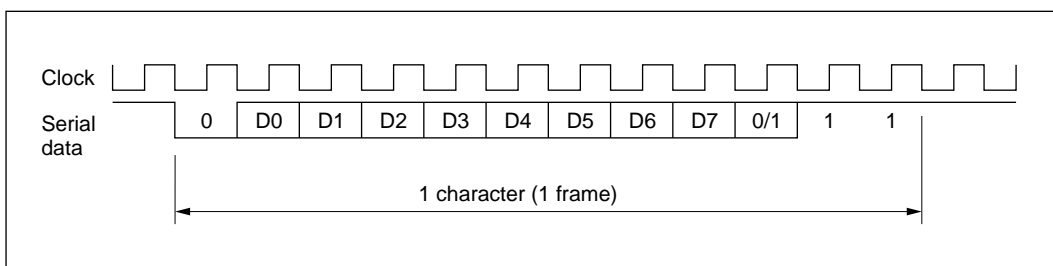 Clock
Serial data
0 D0 D1 D2 D3 D4 D5 D6 D7 0/1 1 1
1 character (1 frame)